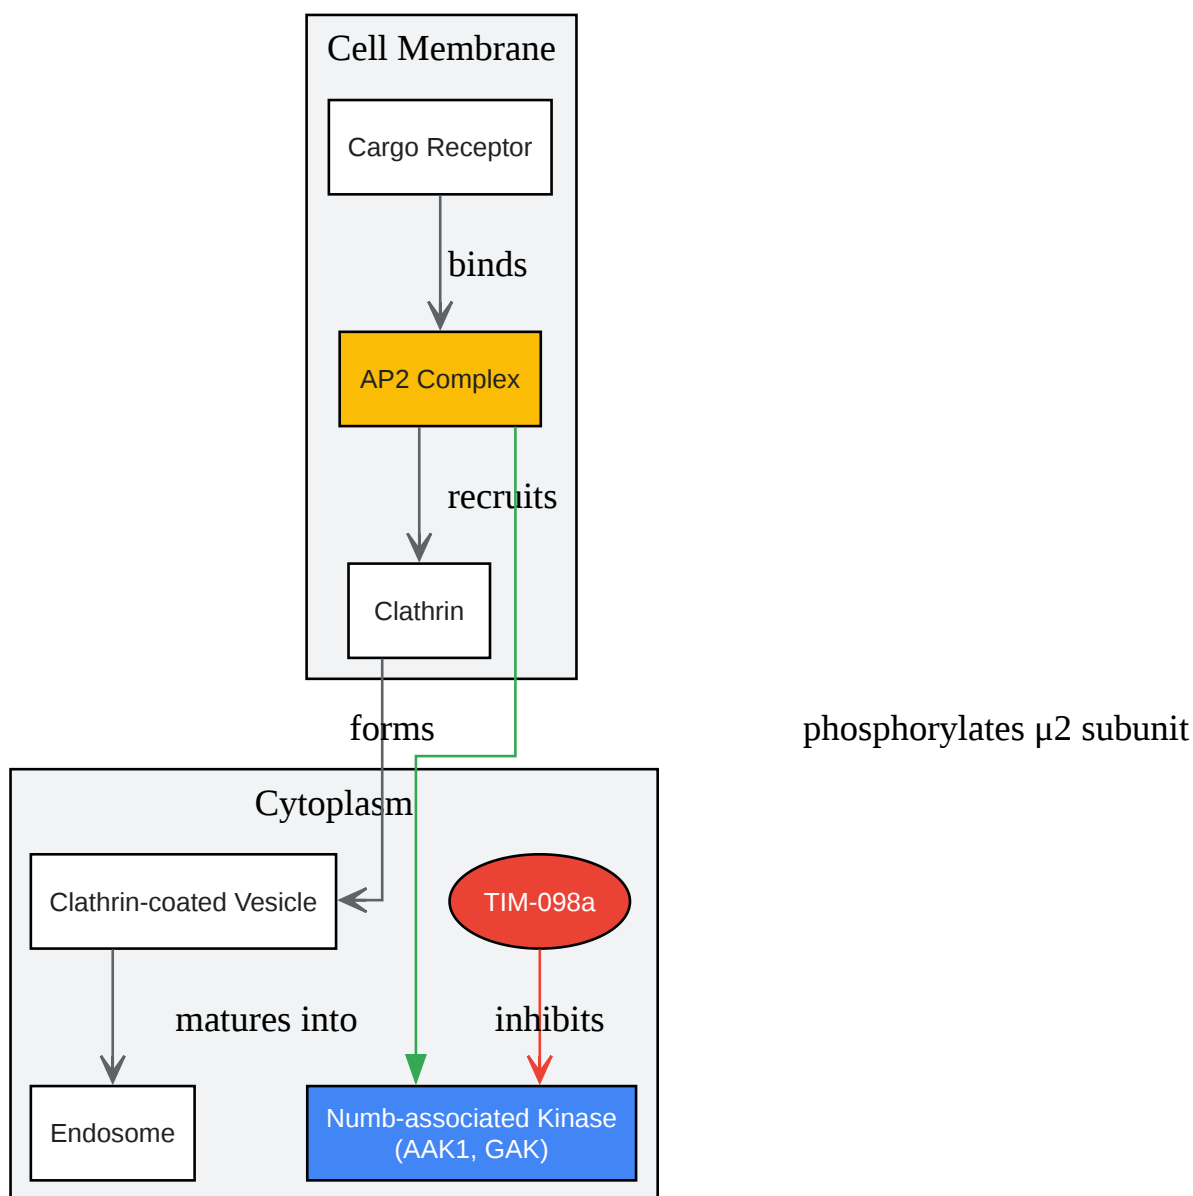 Cell Membrane
Cargo Receptor
binds
AP2 Complex
recruits
Clathrin
forms
phosphorylates μ2 subunit
Cytoplasm
Clathrin-coated Vesicle
TIM-098a
matures into
inhibits
Endosome
Numb-associated Kinase
(AAK1, GAK)